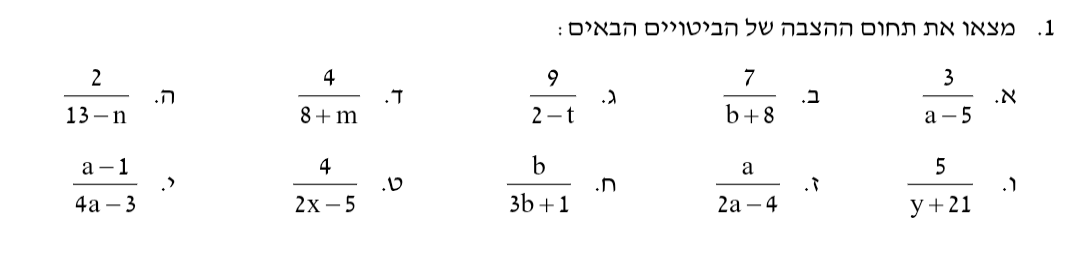 1. מצאו את תחום ההצבה של הביטויים הבאים:
א. 3/(a-5) ב. 7/(b+8) ג. 9/(2-t) ד. 4/(8+m) ה. 2/(13-n)
ו. 5/(y+21) ז. a/(2a-4) ח. b/(3b+1) ט. 4/(2x-5) י. (a-1)/(4a-3)